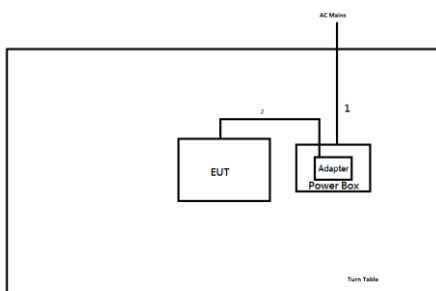 AC Mains
1
2
EUT
Adapter
Power Box
Turn Table